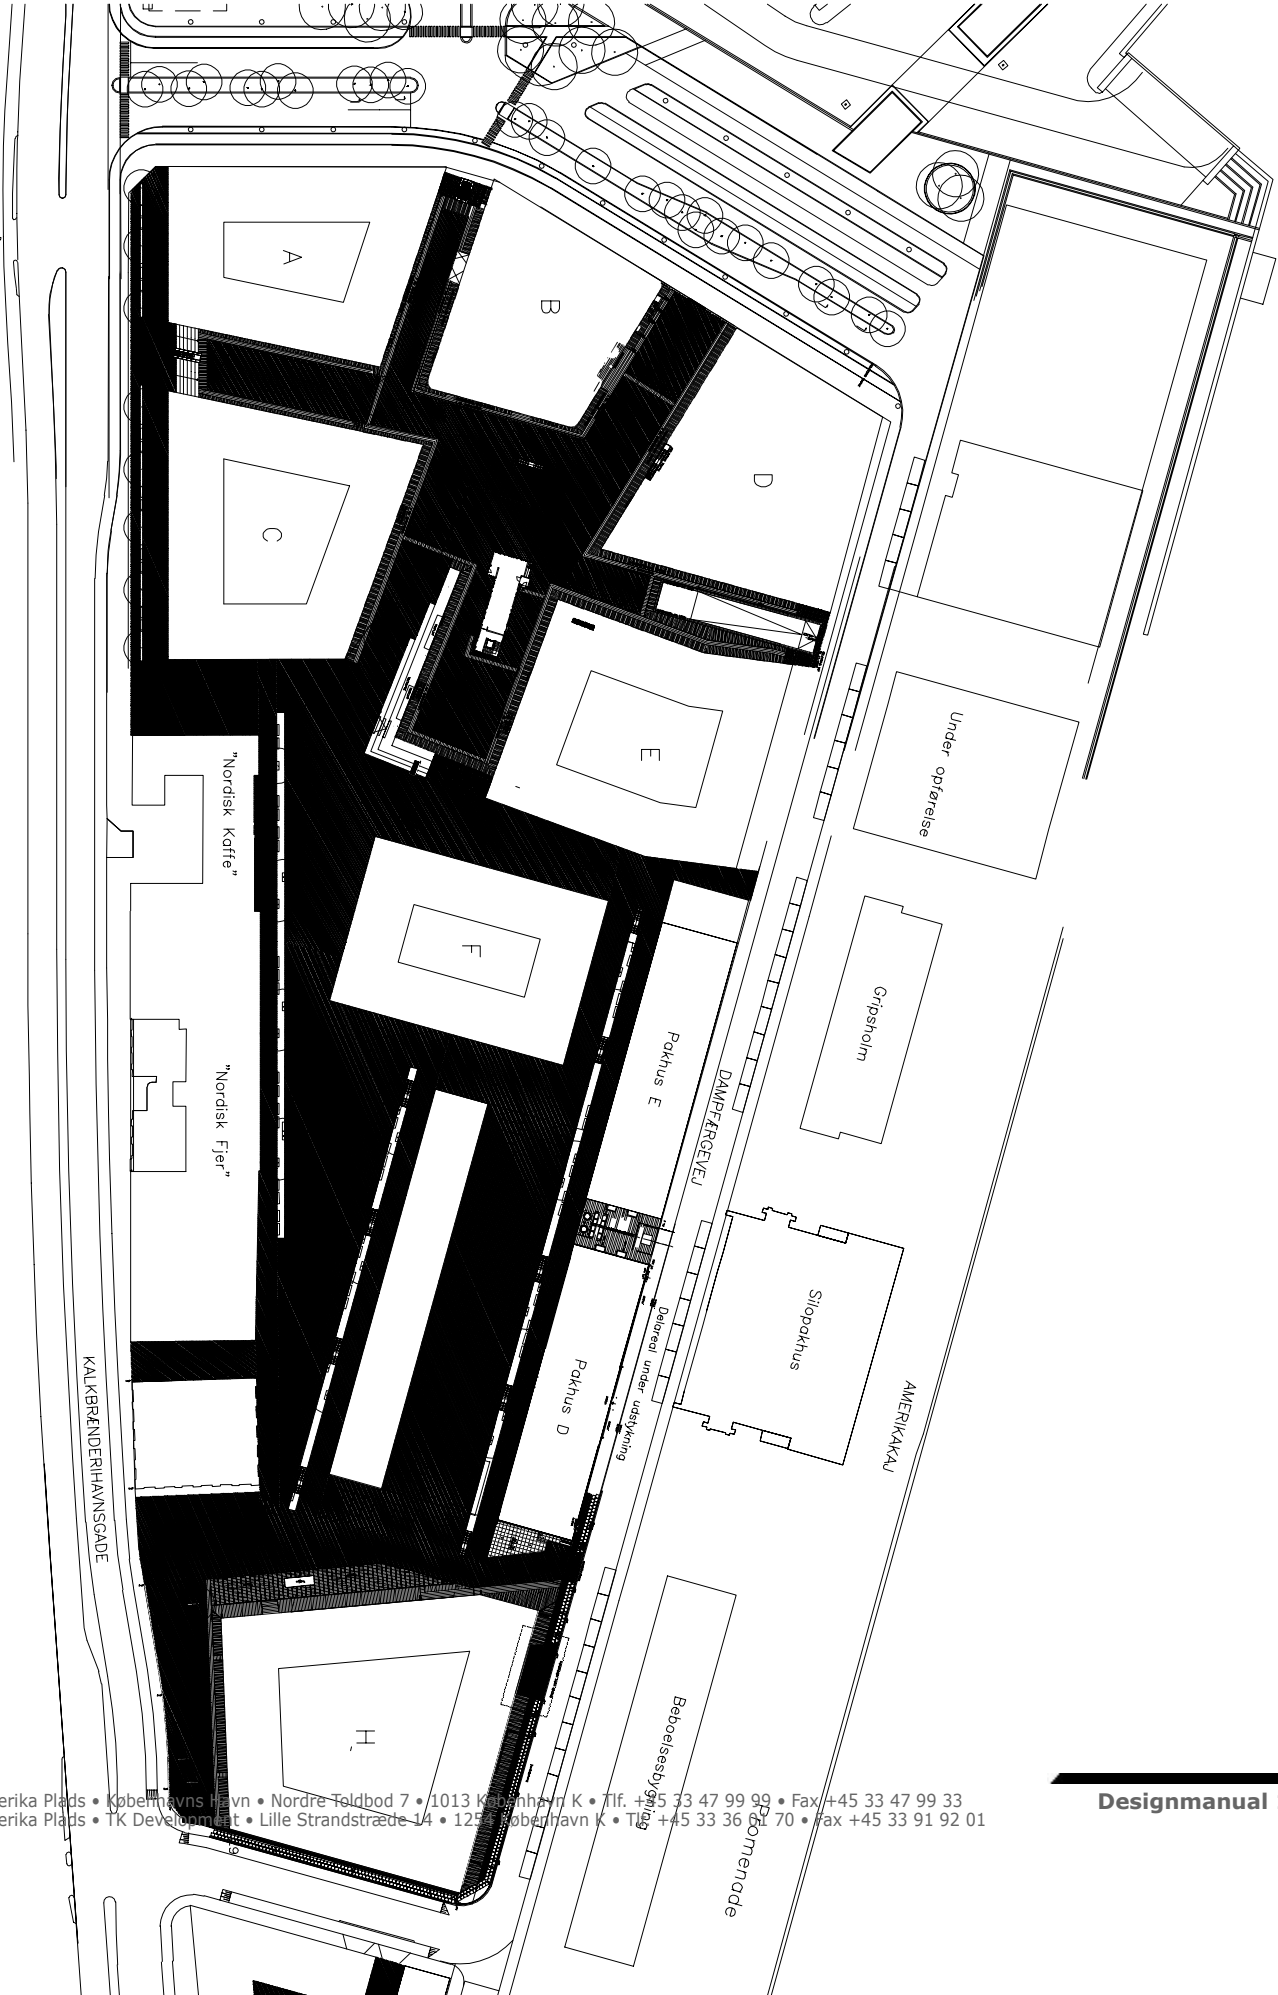 A
B
C
D
E
Under opførelse
"Nordisk Kaffe"
F
Gripsholm
Pakhus E
DAMPFÆRGEVEJ
"Nordisk Fjer"
Silopakhus
Delareal under udstykning
Pakhus D
AMERIKAKAJ
KALKBRÆNDERIHAVNSGADE
H
Beboelsesbygning
Promenade
erika Plads • Københavns Havn • Nordre Toldbod 7 • 1013 København K • Tlf. +45 33 47 99 99 • Fax +45 33 47 99 33
erika Plads • TK Development • Lille Strandstræde 14 • 1254 København K • Tlf. +45 33 36 01 70 • Fax +45 33 91 92 01
Designmanual